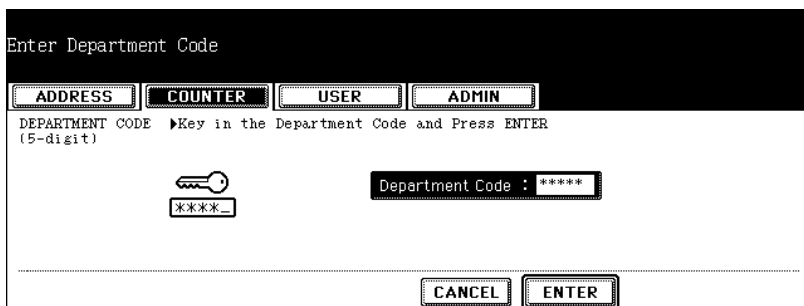 Enter Department Code
ADDRESS COUNTER USER ADMIN
DEPARTMENT CODE ▶Key in the Department Code and Press ENTER
(5-digit)
Department Code : *****
****_
CANCEL ENTER